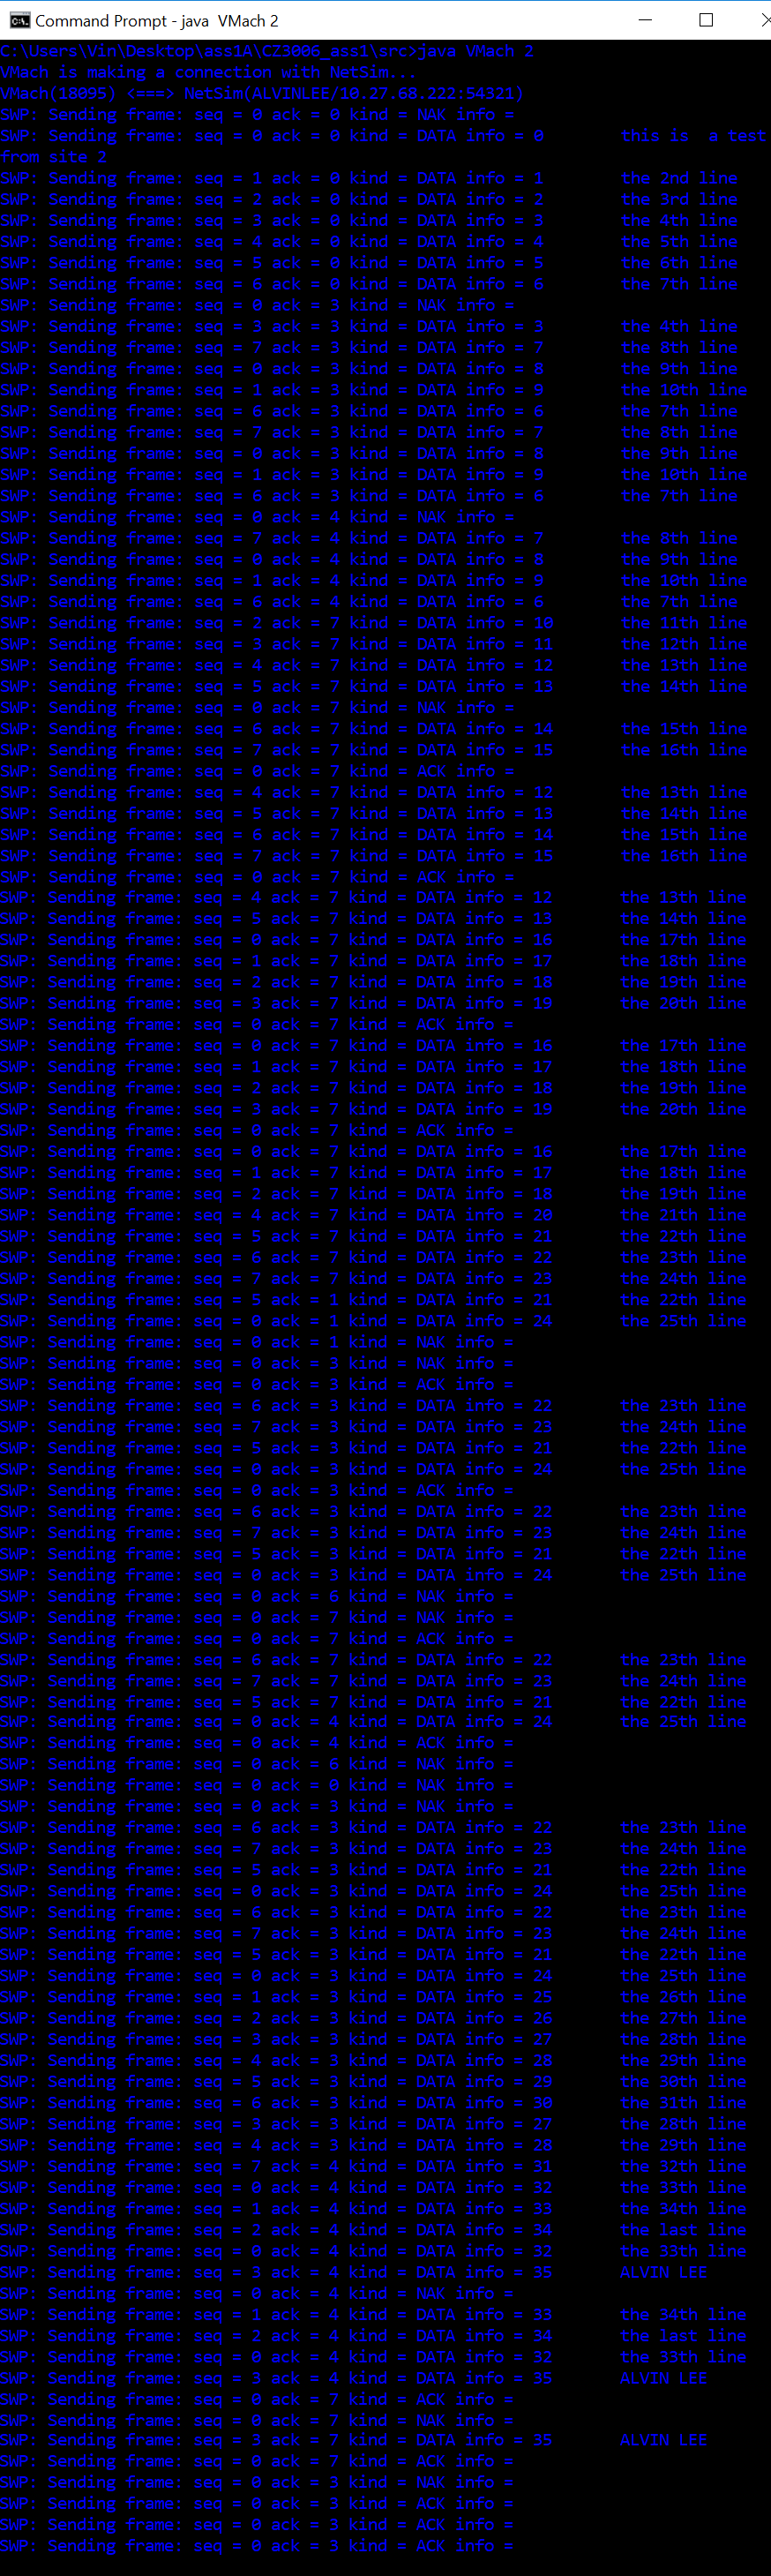 Command Prompt - java  VMach 2
C:\Users\Vin\Desktop\ass1A\CZ3006_ass1\src>java VMach 2
VMach is making a connection with NetSim...
VMach(18095) <===> NetSim(ALVINLEE/10.27.68.222:54321)
SWP: Sending frame: seq = 0 ack = 0 kind = NAK info =
SWP: Sending frame: seq = 0 ack = 0 kind = DATA info = 0 this is  a test
from site 2
SWP: Sending frame: seq = 1 ack = 0 kind = DATA info = 1 the 2nd line
SWP: Sending frame: seq = 2 ack = 0 kind = DATA info = 2 the 3rd line
SWP: Sending frame: seq = 3 ack = 0 kind = DATA info = 3 the 4th line
SWP: Sending frame: seq = 4 ack = 0 kind = DATA info = 4 the 5th line
SWP: Sending frame: seq = 5 ack = 0 kind = DATA info = 5 the 6th line
SWP: Sending frame: seq = 6 ack = 0 kind = DATA info = 6 the 7th line
SWP: Sending frame: seq = 0 ack = 3 kind = NAK info =
SWP: Sending frame: seq = 3 ack = 3 kind = DATA info = 3 the 4th line
SWP: Sending frame: seq = 7 ack = 3 kind = DATA info = 7 the 8th line
SWP: Sending frame: seq = 0 ack = 3 kind = DATA info = 8 the 9th line
SWP: Sending frame: seq = 1 ack = 3 kind = DATA info = 9 the 10th line
SWP: Sending frame: seq = 6 ack = 3 kind = DATA info = 6 the 7th line
SWP: Sending frame: seq = 7 ack = 3 kind = DATA info = 7 the 8th line
SWP: Sending frame: seq = 0 ack = 3 kind = DATA info = 8 the 9th line
SWP: Sending frame: seq = 1 ack = 3 kind = DATA info = 9 the 10th line
SWP: Sending frame: seq = 6 ack = 3 kind = DATA info = 6 the 7th line
SWP: Sending frame: seq = 0 ack = 4 kind = NAK info =
SWP: Sending frame: seq = 7 ack = 4 kind = DATA info = 7 the 8th line
SWP: Sending frame: seq = 0 ack = 4 kind = DATA info = 8 the 9th line
SWP: Sending frame: seq = 1 ack = 4 kind = DATA info = 9 the 10th line
SWP: Sending frame: seq = 6 ack = 4 kind = DATA info = 6 the 7th line
SWP: Sending frame: seq = 2 ack = 7 kind = DATA info = 10 the 11th line
SWP: Sending frame: seq = 3 ack = 7 kind = DATA info = 11 the 12th line
SWP: Sending frame: seq = 4 ack = 7 kind = DATA info = 12 the 13th line
SWP: Sending frame: seq = 5 ack = 7 kind = DATA info = 13 the 14th line
SWP: Sending frame: seq = 0 ack = 7 kind = NAK info =
SWP: Sending frame: seq = 6 ack = 7 kind = DATA info = 14 the 15th line
SWP: Sending frame: seq = 7 ack = 7 kind = DATA info = 15 the 16th line
SWP: Sending frame: seq = 0 ack = 7 kind = ACK info =
SWP: Sending frame: seq = 4 ack = 7 kind = DATA info = 12 the 13th line
SWP: Sending frame: seq = 5 ack = 7 kind = DATA info = 13 the 14th line
SWP: Sending frame: seq = 6 ack = 7 kind = DATA info = 14 the 15th line
SWP: Sending frame: seq = 7 ack = 7 kind = DATA info = 15 the 16th line
SWP: Sending frame: seq = 0 ack = 7 kind = ACK info =
SWP: Sending frame: seq = 4 ack = 7 kind = DATA info = 12 the 13th line
SWP: Sending frame: seq = 5 ack = 7 kind = DATA info = 13 the 14th line
SWP: Sending frame: seq = 0 ack = 7 kind = DATA info = 16 the 17th line
SWP: Sending frame: seq = 1 ack = 7 kind = DATA info = 17 the 18th line
SWP: Sending frame: seq = 2 ack = 7 kind = DATA info = 18 the 19th line
SWP: Sending frame: seq = 3 ack = 7 kind = DATA info = 19 the 20th line
SWP: Sending frame: seq = 0 ack = 7 kind = ACK info =
SWP: Sending frame: seq = 0 ack = 7 kind = DATA info = 16 the 17th line
SWP: Sending frame: seq = 1 ack = 7 kind = DATA info = 17 the 18th line
SWP: Sending frame: seq = 2 ack = 7 kind = DATA info = 18 the 19th line
SWP: Sending frame: seq = 3 ack = 7 kind = DATA info = 19 the 20th line
SWP: Sending frame: seq = 0 ack = 7 kind = ACK info =
SWP: Sending frame: seq = 0 ack = 7 kind = DATA info = 16 the 17th line
SWP: Sending frame: seq = 1 ack = 7 kind = DATA info = 17 the 18th line
SWP: Sending frame: seq = 2 ack = 7 kind = DATA info = 18 the 19th line
SWP: Sending frame: seq = 4 ack = 7 kind = DATA info = 20 the 21th line
SWP: Sending frame: seq = 5 ack = 7 kind = DATA info = 21 the 22th line
SWP: Sending frame: seq = 6 ack = 7 kind = DATA info = 22 the 23th line
SWP: Sending frame: seq = 7 ack = 7 kind = DATA info = 23 the 24th line
SWP: Sending frame: seq = 5 ack = 1 kind = DATA info = 21 the 22th line
SWP: Sending frame: seq = 0 ack = 1 kind = DATA info = 24 the 25th line
SWP: Sending frame: seq = 0 ack = 1 kind = NAK info =
SWP: Sending frame: seq = 0 ack = 3 kind = NAK info =
SWP: Sending frame: seq = 0 ack = 3 kind = ACK info =
SWP: Sending frame: seq = 6 ack = 3 kind = DATA info = 22 the 23th line
SWP: Sending frame: seq = 7 ack = 3 kind = DATA info = 23 the 24th line
SWP: Sending frame: seq = 5 ack = 3 kind = DATA info = 21 the 22th line
SWP: Sending frame: seq = 0 ack = 3 kind = DATA info = 24 the 25th line
SWP: Sending frame: seq = 0 ack = 3 kind = ACK info =
SWP: Sending frame: seq = 6 ack = 3 kind = DATA info = 22 the 23th line
SWP: Sending frame: seq = 7 ack = 3 kind = DATA info = 23 the 24th line
SWP: Sending frame: seq = 5 ack = 3 kind = DATA info = 21 the 22th line
SWP: Sending frame: seq = 0 ack = 3 kind = DATA info = 24 the 25th line
SWP: Sending frame: seq = 0 ack = 6 kind = NAK info =
SWP: Sending frame: seq = 0 ack = 7 kind = NAK info =
SWP: Sending frame: seq = 0 ack = 7 kind = ACK info =
SWP: Sending frame: seq = 6 ack = 7 kind = DATA info = 22 the 23th line
SWP: Sending frame: seq = 7 ack = 7 kind = DATA info = 23 the 24th line
SWP: Sending frame: seq = 5 ack = 7 kind = DATA info = 21 the 22th line
SWP: Sending frame: seq = 0 ack = 4 kind = DATA info = 24 the 25th line
SWP: Sending frame: seq = 0 ack = 4 kind = ACK info =
SWP: Sending frame: seq = 0 ack = 6 kind = NAK info =
SWP: Sending frame: seq = 0 ack = 0 kind = NAK info =
SWP: Sending frame: seq = 0 ack = 3 kind = NAK info =
SWP: Sending frame: seq = 6 ack = 3 kind = DATA info = 22 the 23th line
SWP: Sending frame: seq = 7 ack = 3 kind = DATA info = 23 the 24th line
SWP: Sending frame: seq = 5 ack = 3 kind = DATA info = 21 the 22th line
SWP: Sending frame: seq = 0 ack = 3 kind = DATA info = 24 the 25th line
SWP: Sending frame: seq = 6 ack = 3 kind = DATA info = 22 the 23th line
SWP: Sending frame: seq = 7 ack = 3 kind = DATA info = 23 the 24th line
SWP: Sending frame: seq = 5 ack = 3 kind = DATA info = 21 the 22th line
SWP: Sending frame: seq = 0 ack = 3 kind = DATA info = 24 the 25th line
SWP: Sending frame: seq = 1 ack = 3 kind = DATA info = 25 the 26th line
SWP: Sending frame: seq = 2 ack = 3 kind = DATA info = 26 the 27th line
SWP: Sending frame: seq = 3 ack = 3 kind = DATA info = 27 the 28th line
SWP: Sending frame: seq = 4 ack = 3 kind = DATA info = 28 the 29th line
SWP: Sending frame: seq = 5 ack = 3 kind = DATA info = 29 the 30th line
SWP: Sending frame: seq = 6 ack = 3 kind = DATA info = 30 the 31th line
SWP: Sending frame: seq = 3 ack = 3 kind = DATA info = 27 the 28th line
SWP: Sending frame: seq = 4 ack = 3 kind = DATA info = 28 the 29th line
SWP: Sending frame: seq = 7 ack = 4 kind = DATA info = 31 the 32th line
SWP: Sending frame: seq = 0 ack = 4 kind = DATA info = 32 the 33th line
SWP: Sending frame: seq = 1 ack = 4 kind = DATA info = 33 the 34th line
SWP: Sending frame: seq = 2 ack = 4 kind = DATA info = 34 the last line
SWP: Sending frame: seq = 0 ack = 4 kind = DATA info = 32 the 33th line
SWP: Sending frame: seq = 3 ack = 4 kind = DATA info = 35 ALVIN LEE
SWP: Sending frame: seq = 0 ack = 4 kind = NAK info =
SWP: Sending frame: seq = 1 ack = 4 kind = DATA info = 33 the 34th line
SWP: Sending frame: seq = 2 ack = 4 kind = DATA info = 34 the last line
SWP: Sending frame: seq = 0 ack = 4 kind = DATA info = 32 the 33th line
SWP: Sending frame: seq = 3 ack = 4 kind = DATA info = 35 ALVIN LEE
SWP: Sending frame: seq = 0 ack = 7 kind = ACK info =
SWP: Sending frame: seq = 0 ack = 7 kind = NAK info =
SWP: Sending frame: seq = 3 ack = 7 kind = DATA info = 35 ALVIN LEE
SWP: Sending frame: seq = 0 ack = 7 kind = ACK info =
SWP: Sending frame: seq = 0 ack = 3 kind = NAK info =
SWP: Sending frame: seq = 0 ack = 3 kind = ACK info =
SWP: Sending frame: seq = 0 ack = 3 kind = ACK info =
SWP: Sending frame: seq = 0 ack = 3 kind = ACK info =